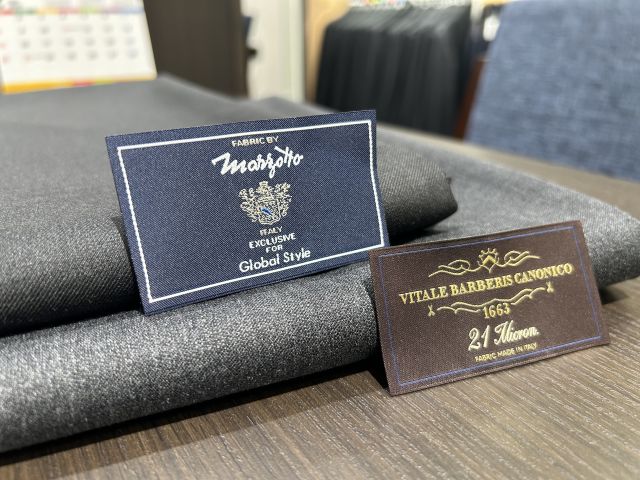 FABRIC BY
Marzotto
ITALY
EXCLUSIVE
FOR
Global Style
VITALE BARBERIS CANONICO
1663
21 Micron.
FABRIC MADE IN ITALY